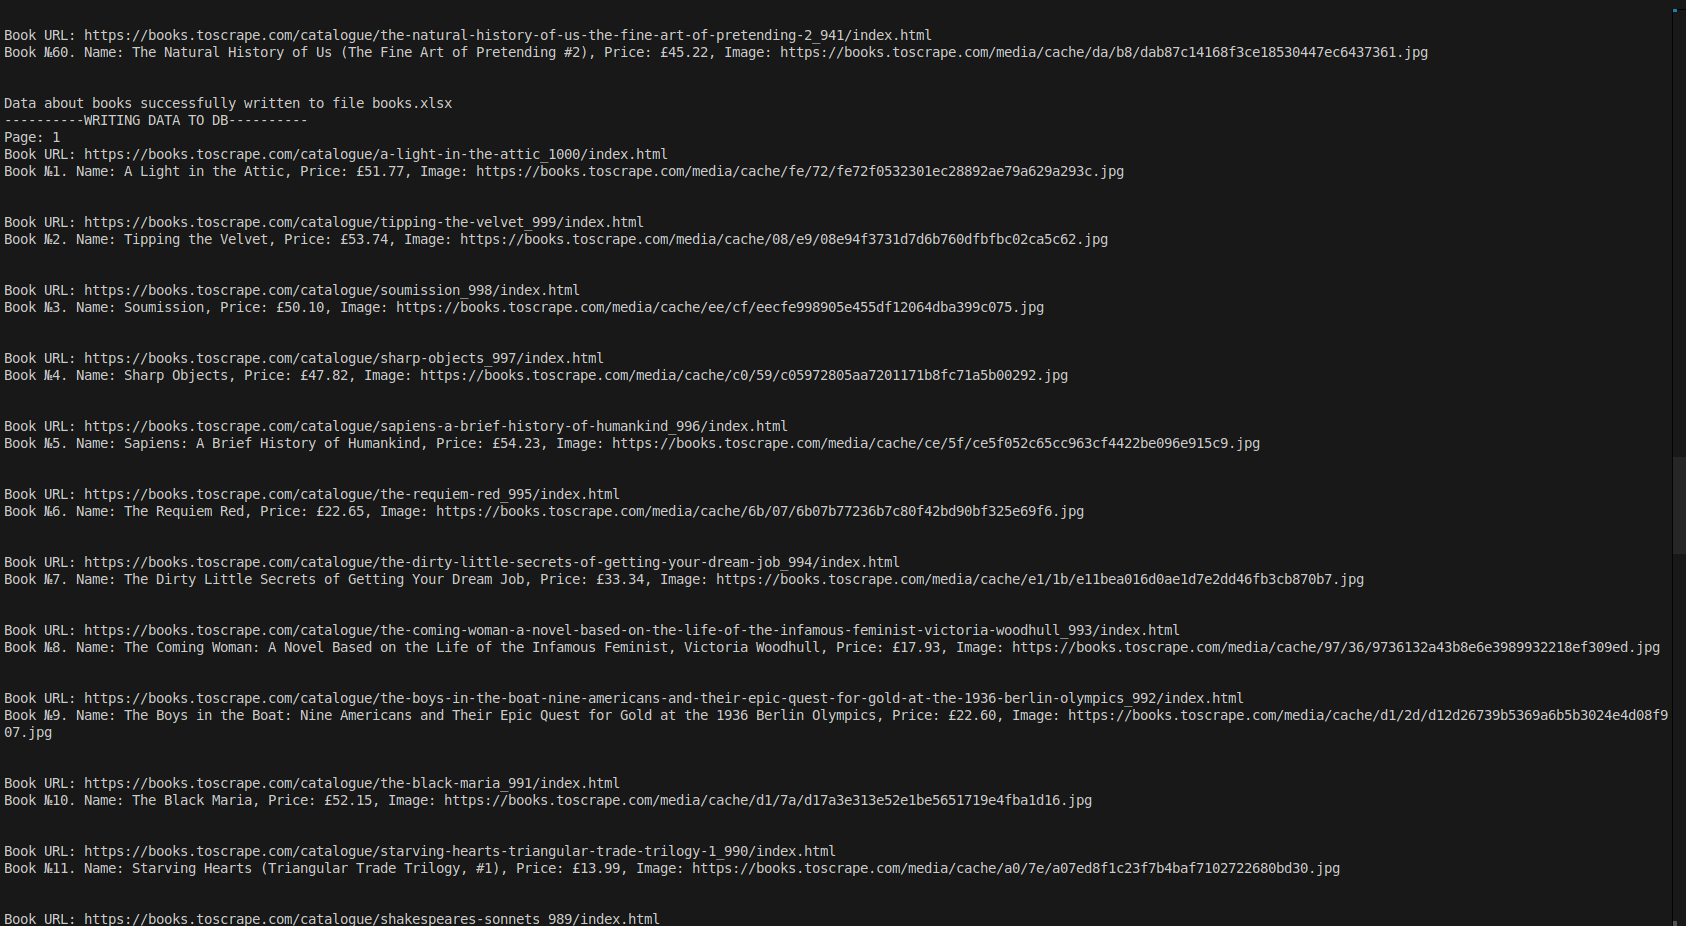 Book URL: https://books.toscrape.com/catalogue/the-natural-history-of-us-the-fine-art-of-pretending-2_941/index.html
Book №60. Name: The Natural History of Us (The Fine Art of Pretending #2), Price: £45.22, Image: https://books.toscrape.com/media/cache/da/b8/dab87c14168f3ce18530447ec6437361.jpg
Data about books successfully written to file books.xlsx
----------WRITING DATA TO DB----------
Page: 1
Book URL: https://books.toscrape.com/catalogue/a-light-in-the-attic_1000/index.html
Book №1. Name: A Light in the Attic, Price: £51.77, Image: https://books.toscrape.com/media/cache/fe/72/fe72f0532301ec28892ae79a629a293c.jpg
Book URL: https://books.toscrape.com/catalogue/tipping-the-velvet_999/index.html
Book №2. Name: Tipping the Velvet, Price: £53.74, Image: https://books.toscrape.com/media/cache/08/e9/08e94f3731d7d6b760dfbfbc02ca5c62.jpg
Book URL: https://books.toscrape.com/catalogue/soumission_998/index.html
Book №3. Name: Soumission, Price: £50.10, Image: https://books.toscrape.com/media/cache/ee/cf/eecfe998905e455df12064dba399c075.jpg
Book URL: https://books.toscrape.com/catalogue/sharp-objects_997/index.html
Book №4. Name: Sharp Objects, Price: £47.82, Image: https://books.toscrape.com/media/cache/c0/59/c05972805aa7201171b8fc71a5b00292.jpg
Book URL: https://books.toscrape.com/catalogue/sapiens-a-brief-history-of-humankind_996/index.html
Book №5. Name: Sapiens: A Brief History of Humankind, Price: £54.23, Image: https://books.toscrape.com/media/cache/ce/5f/ce5f052c65cc963cf4422be096e915c9.jpg
Book URL: https://books.toscrape.com/catalogue/the-requiem-red_995/index.html
Book №6. Name: The Requiem Red, Price: £22.65, Image: https://books.toscrape.com/media/cache/6b/07/6b07b77236b7c80f42bd90bf325e69f6.jpg
Book URL: https://books.toscrape.com/catalogue/the-dirty-little-secrets-of-getting-your-dream-job_994/index.html
Book №7. Name: The Dirty Little Secrets of Getting Your Dream Job, Price: £33.34, Image: https://books.toscrape.com/media/cache/e1/1b/e11bea016d0ae1d7e2dd46fb3cb870b7.jpg
Book URL: https://books.toscrape.com/catalogue/the-coming-woman-a-novel-based-on-the-life-of-the-infamous-feminist-victoria-woodhull_993/index.html
Book №8. Name: The Coming Woman: A Novel Based on the Life of the Infamous Feminist, Victoria Woodhull, Price: £17.93, Image: https://books.toscrape.com/media/cache/97/36/9736132a43b8e6e3989932218ef309ed.jpg
Book URL: https://books.toscrape.com/catalogue/the-boys-in-the-boat-nine-americans-and-their-epic-quest-for-gold-at-the-1936-berlin-olympics_992/index.html
Book №9. Name: The Boys in the Boat: Nine Americans and Their Epic Quest for Gold at the 1936 Berlin Olympics, Price: £22.60, Image: https://books.toscrape.com/media/cache/d1/2d/d12d26739b5369a6b5b3024e4d08f9
07.jpg
Book URL: https://books.toscrape.com/catalogue/the-black-maria_991/index.html
Book №10. Name: The Black Maria, Price: £52.15, Image: https://books.toscrape.com/media/cache/d1/7a/d17a3e313e52e1be5651719e4fba1d16.jpg
Book URL: https://books.toscrape.com/catalogue/starving-hearts-triangular-trade-trilogy-1_990/index.html
Book №11. Name: Starving Hearts (Triangular Trade Trilogy, #1), Price: £13.99, Image: https://books.toscrape.com/media/cache/a0/7e/a07ed8f1c23f7b4baf7102722680bd30.jpg
Book URL: https://books.toscrape.com/catalogue/shakespeares-sonnets_989/index.html